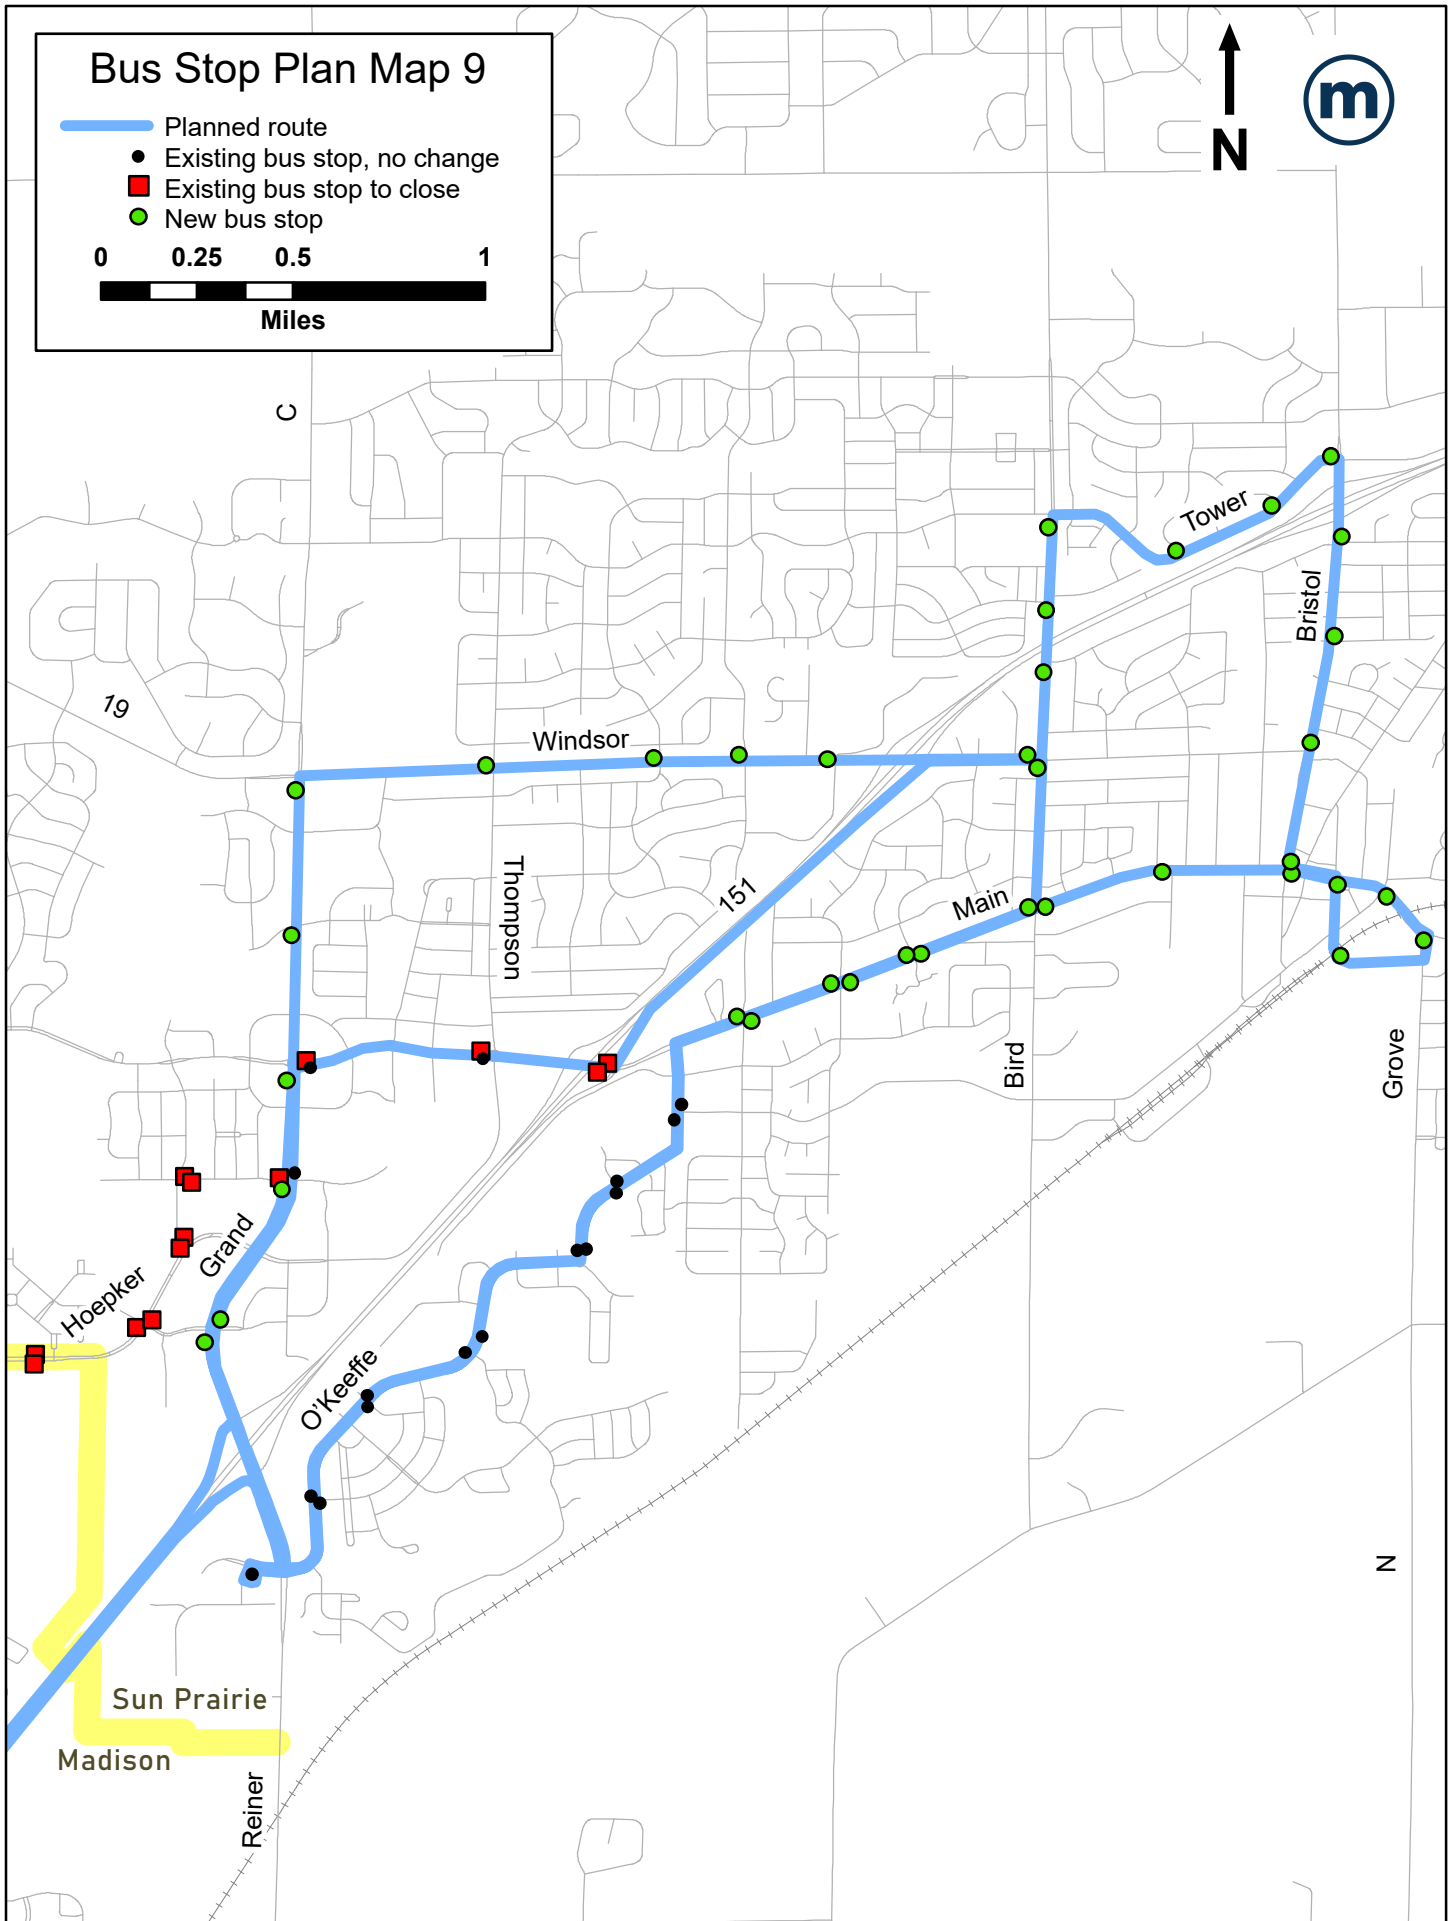 Bus Stop Plan Map 9
Planned route
Existing bus stop, no change
Existing bus stop to close
New bus stop
0 0.25 0.5 1
Miles
N
m
C
Tower
Bristol
19
Windsor
Thompson
151
Main
Bird
Grove
Grand
Hoepker
O'Keeffe
N
Sun Prairie
Madison
Reiner